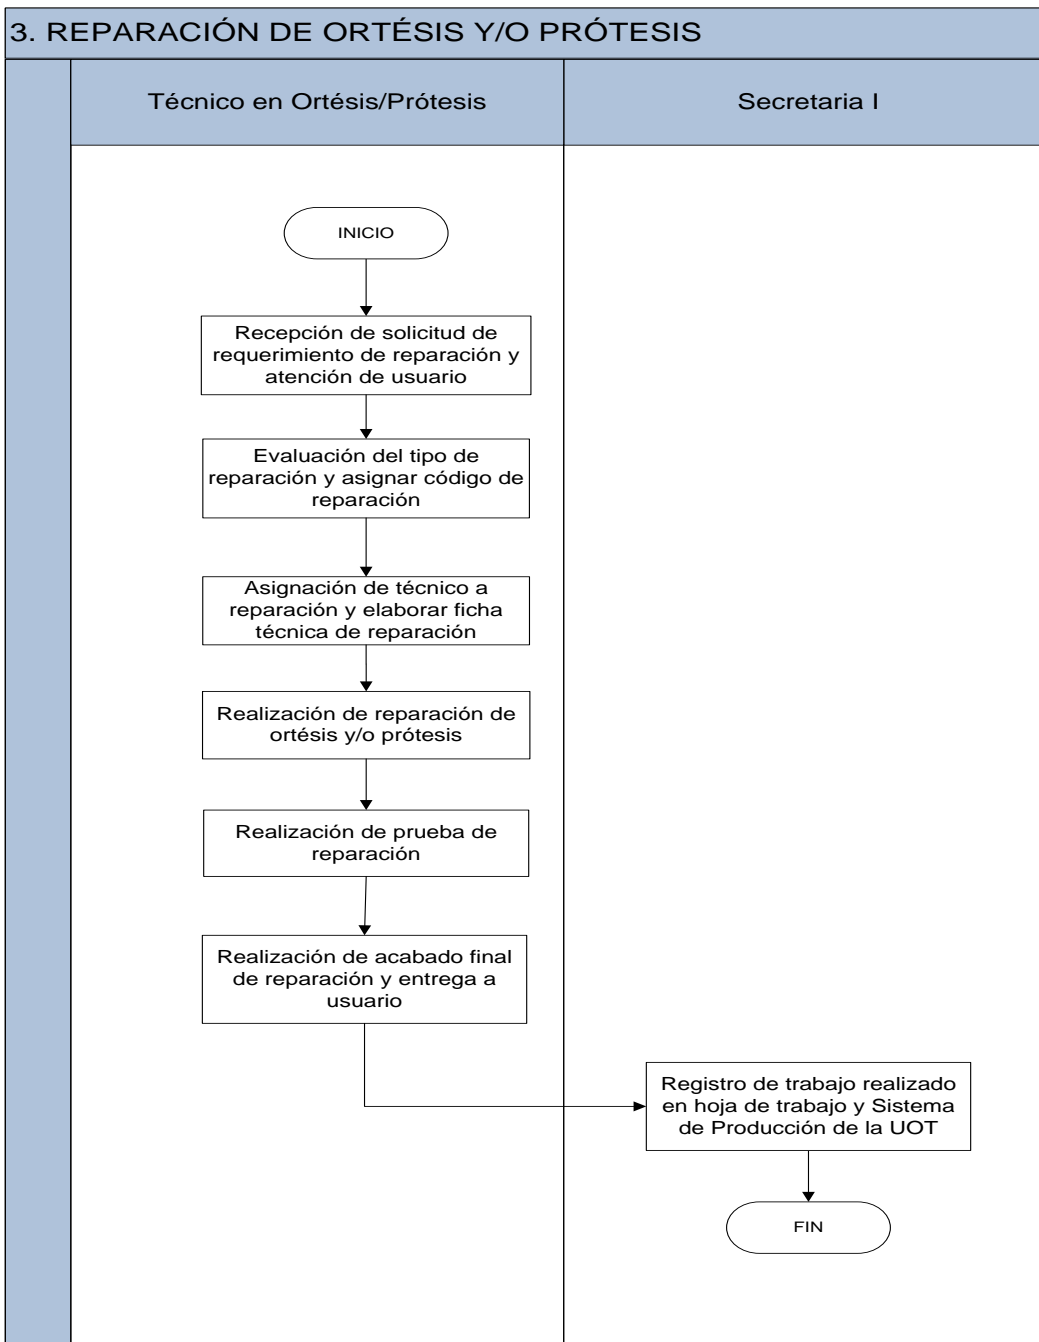 3. REPARACIÓN DE ORTÉSIS Y/O PRÓTESIS
Técnico en Ortésis/Prótesis
Secretaria I
INICIO
Recepción de solicitud de
requerimiento de reparación y
atención de usuario
Evaluación del tipo de
reparación y asignar código de
reparación
Asignación de técnico a
reparación y elaborar ficha
técnica de reparación
Realización de reparación de
ortésis y/o prótesis
Realización de prueba de
reparación
Realización de acabado final
de reparación y entrega a
usuario
Registro de trabajo realizado
en hoja de trabajo y Sistema
de Producción de la UOT
FIN